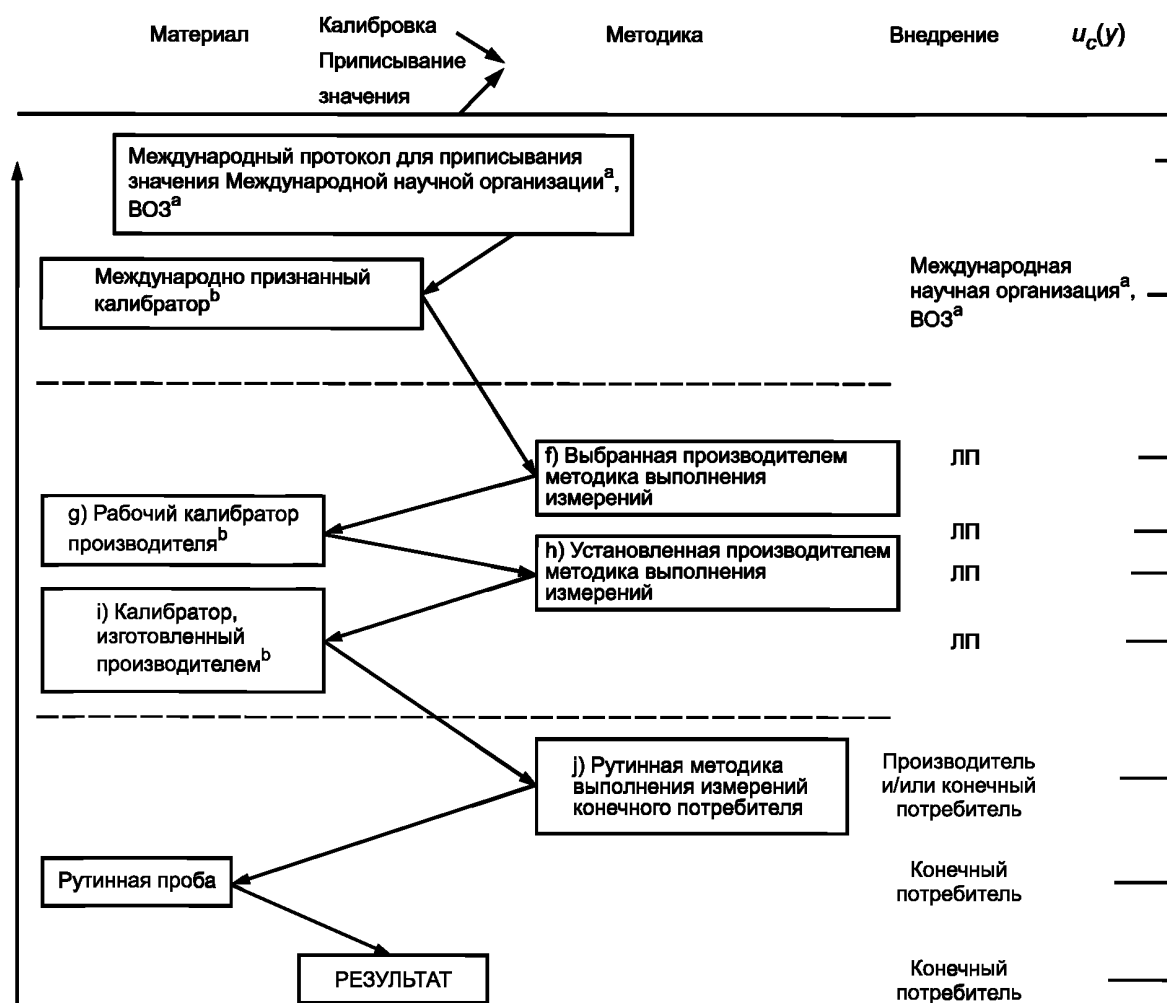 Материал
Калибровка
Приписывание
значения
Методика
Внедрение
u_c(y)
Международный протокол для приписывания
значения Международной научной организации^a,
ВОЗ^a
Международно признанный
калибратор^b
Международная
научная организация^a,
ВОЗ^a
f) Выбранная производителем
методика выполнения
измерений
ЛП
g) Рабочий калибратор
производителя^b
ЛП
h) Установленная производителем
методика выполнения
измерений
ЛП
i) Калибратор,
изготовленный
производителем^b
ЛП
j) Рутинная методика
выполнения измерений
конечного потребителя
Производитель
и/или конечный
потребитель
Рутинная проба
Конечный
потребитель
РЕЗУЛЬТАТ
Конечный
потребитель